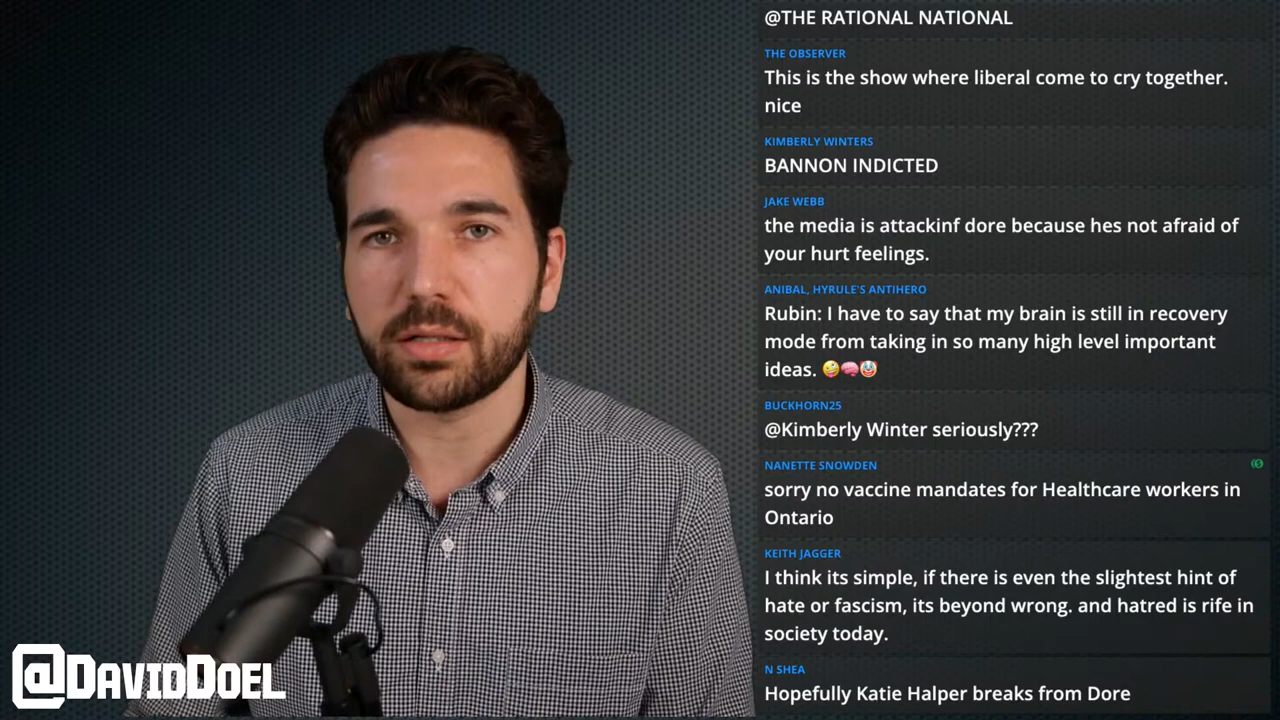 @THE RATIONAL NATIONAL
THE OBSERVER
This is the show where liberal come to cry together.
nice
KIMBERLY WINTERS
BANNON INDICTED
JAKE WEBB
the media is attackinf dore because hes not afraid of
your hurt feelings.
ANIBAL, HYRULE'S ANTIHERO
Rubin: I have to say that my brain is still in recovery
mode from taking in so many high level important
ideas. 🤪🧠🤡
BUCKHORN25
@Kimberly Winter seriously???
NANETTE SNOWDEN
sorry no vaccine mandates for Healthcare workers in
Ontario
KEITH JAGGER
I think its simple, if there is even the slightest hint of
hate or fascism, its beyond wrong. and hatred is rife in
society today.
N SHEA
Hopefully Katie Halper breaks from Dore
@DAVIDDOEL